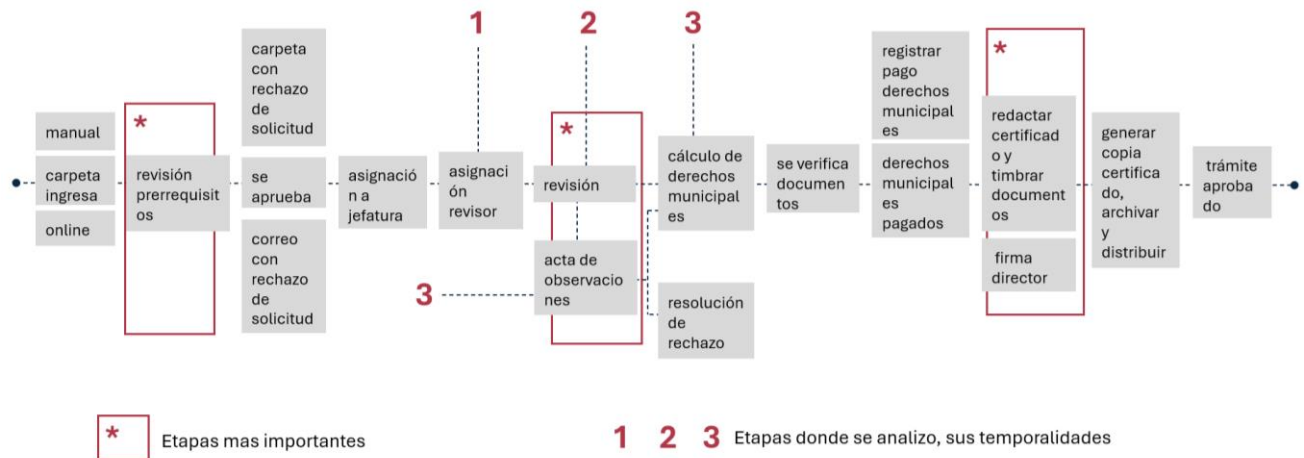 1
2
3
manual
carpeta
ingresa
online
*
revisión
prerrequisit
os
carpeta
con
rechazo
de
solicitud
se
aprueba
correo
con
rechazo
de
solicitud
asignació
n a
jefatura
asignac
ión
revisor
*
revisión
acta de
observacio
nes
3
cálculo de
derechos
municipal
es
resolución
de
rechazo
se verifica
documen
tos
registrar
pago
derechos
municipal
es
derechos
municipal
es
pagados
*
redactar
certificad
o y
timbrar
document
os
firma
director
generar
copia
certifica
do,
archivar
y
distribuir
trámite
aproba
do
* Etapas mas importantes
1 2 3 Etapas donde se analizo, sus temporalidades